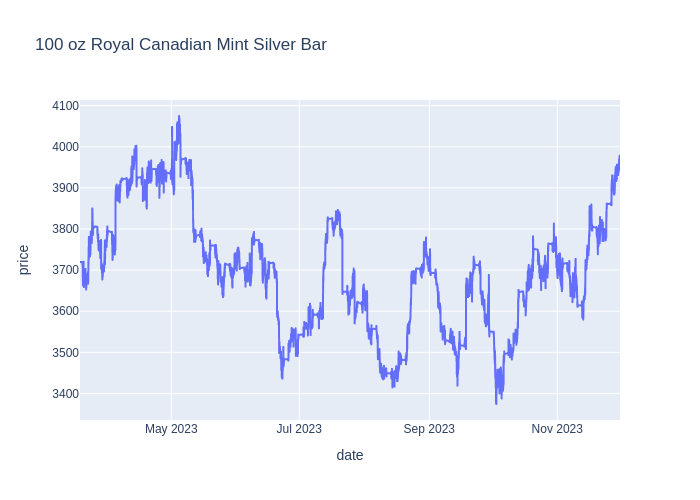 100 oz Royal Canadian Mint Silver Bar
4100
4000
3900
3800
3700
3600
3500
3400
price
May 2023
Jul 2023
Sep 2023
Nov 2023
date